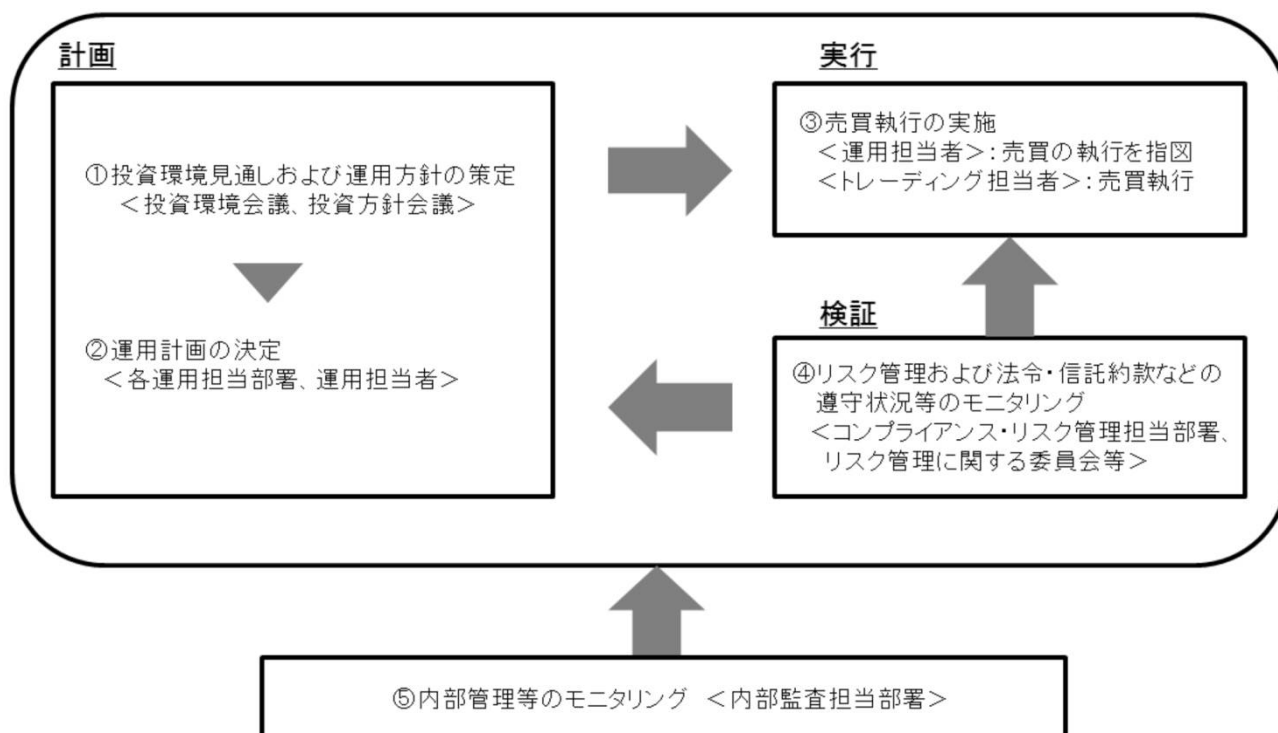 計画
①投資環境見通しおよび運用方針の策定
<投資環境会議、投資方針会議>
②運用計画の決定
<各運用担当部署、運用担当者>
実行
③売買執行の実施
<運用担当者>:売買の執行を指図
<トレーディング担当者>:売買執行
検証
④リスク管理および法令・信託約款などの
遵守状況等のモニタリング
<コンプライアンス・リスク管理担当部署、
リスク管理に関する委員会等>
⑤内部管理等のモニタリング <内部監査担当部署>